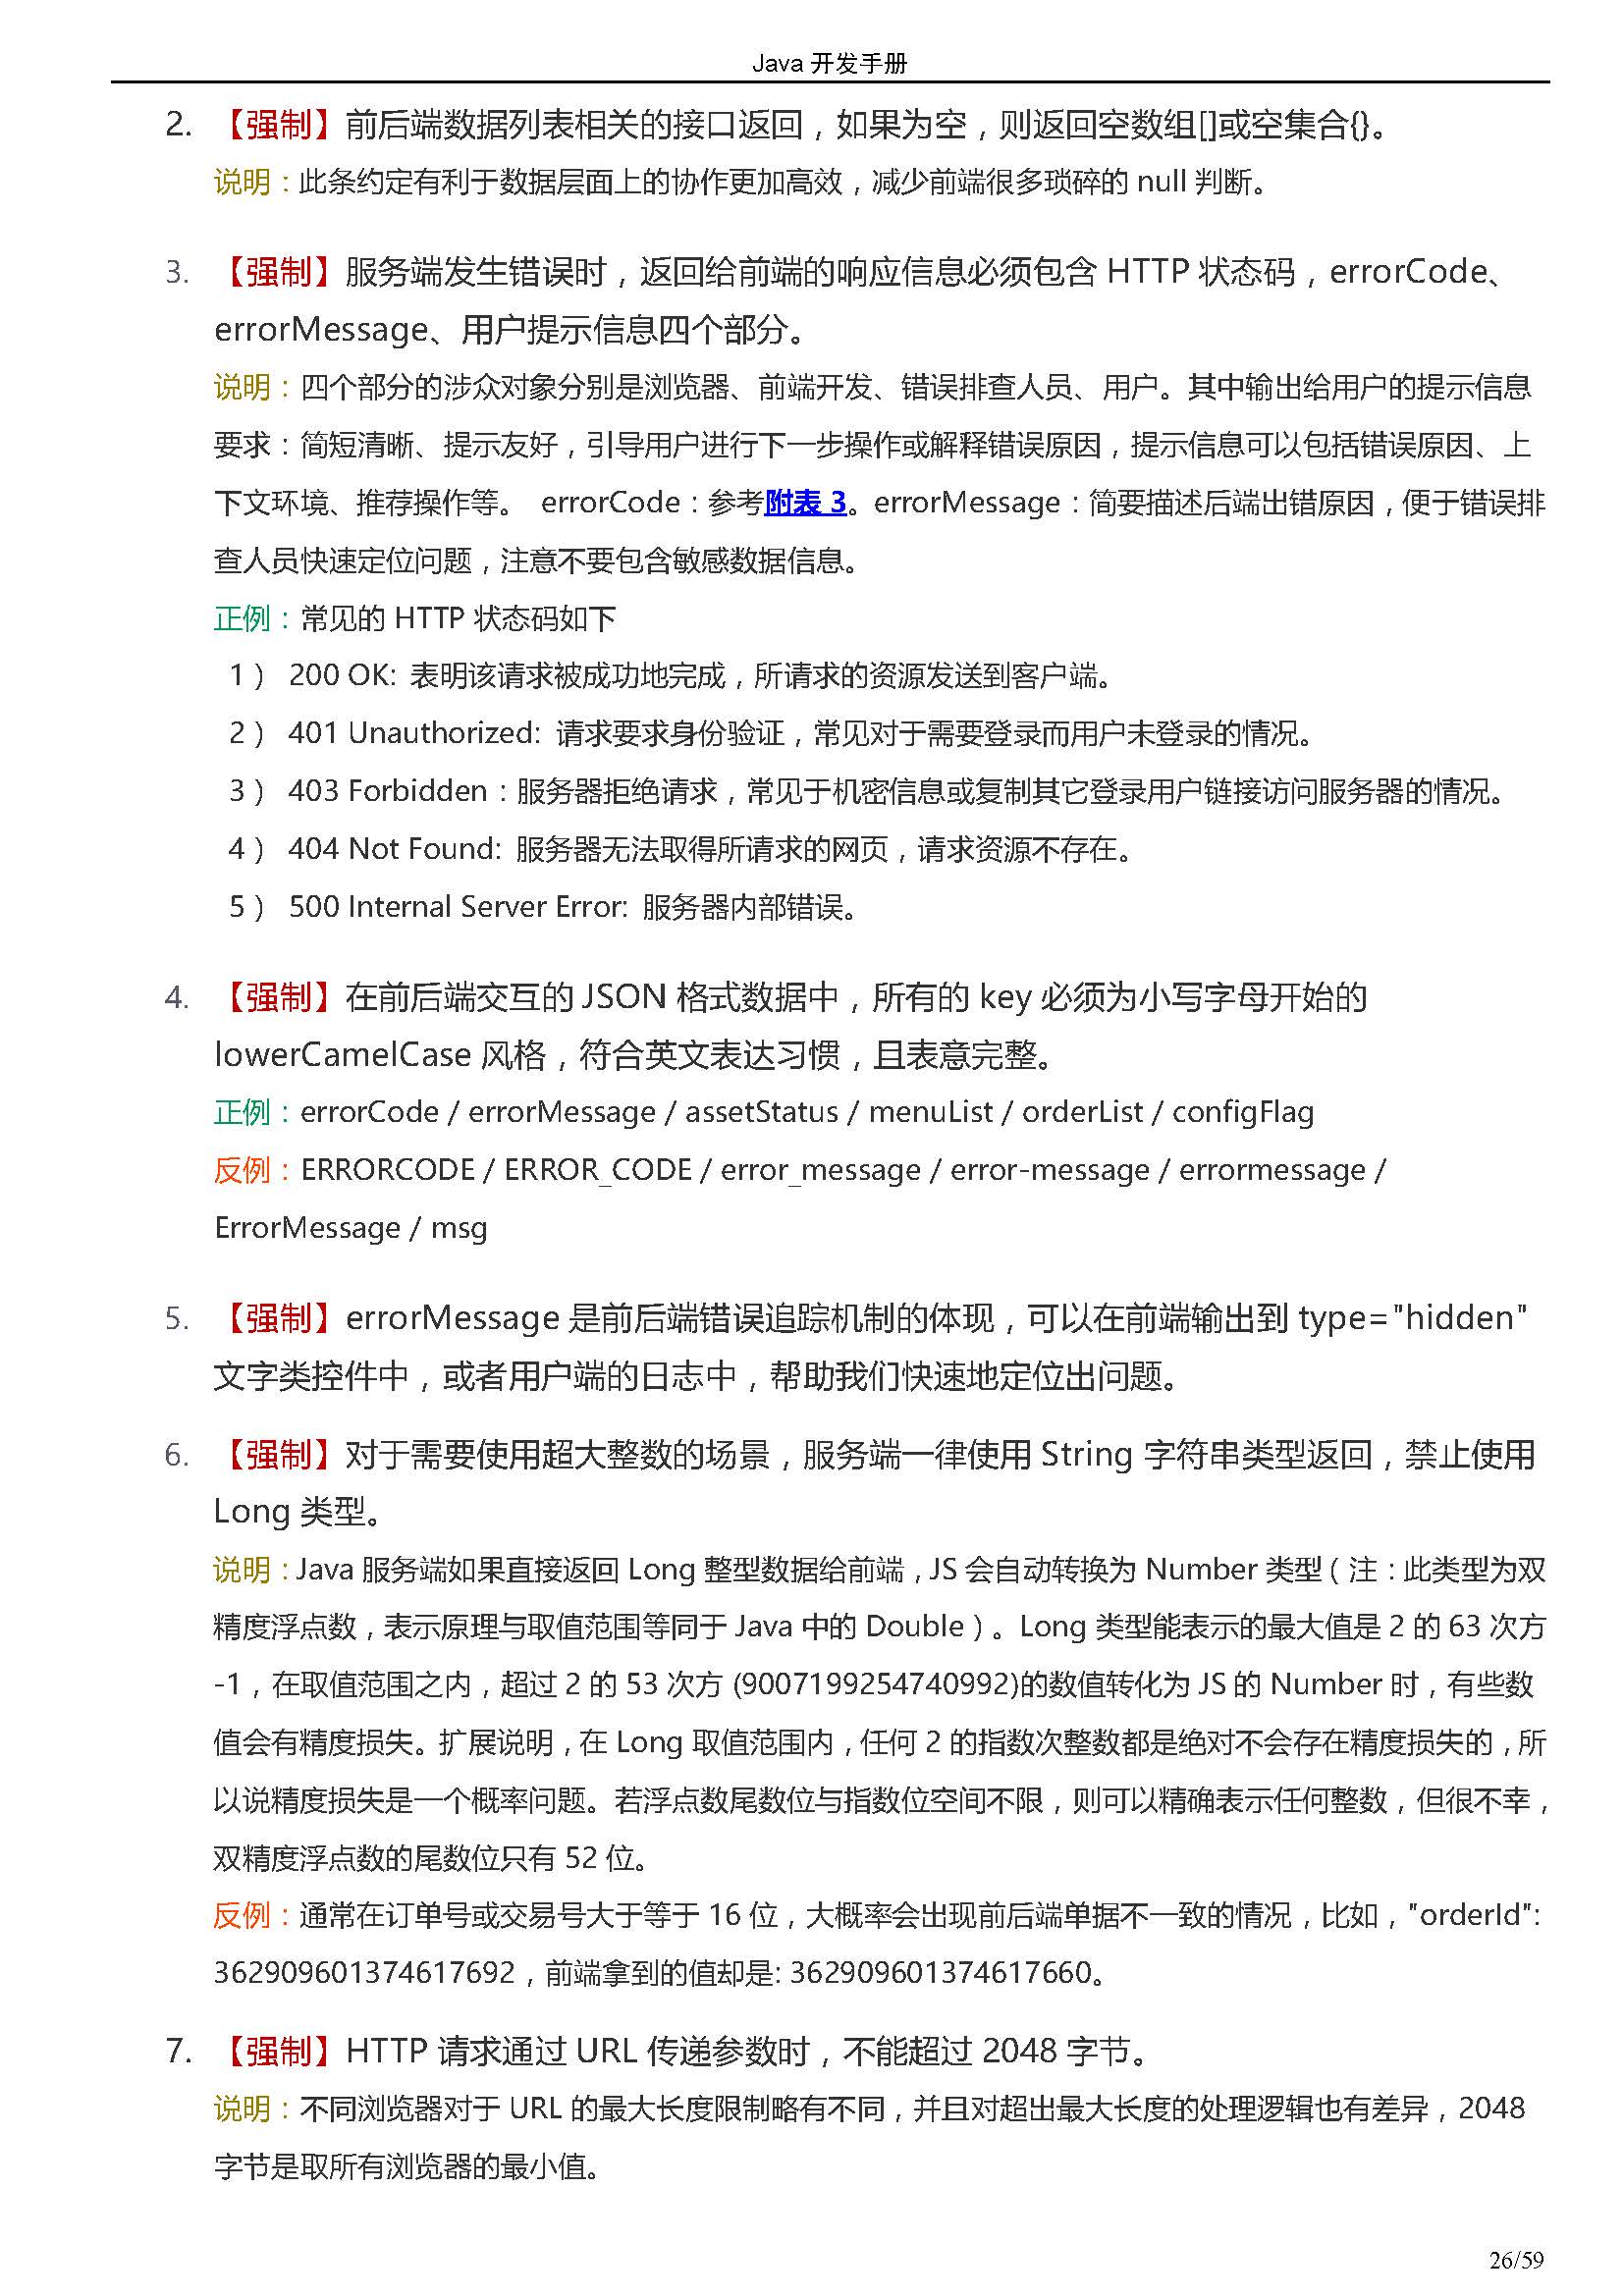 Java 开发手册
2. 【强制】前后端数据列表相关的接口返回，如果为空，则返回空数组[]或空集合{}。
说明：此条约定有利于数据层面上的协作更加高效，减少前端很多琐碎的 null 判断。
3. 【强制】服务端发生错误时，返回给前端的响应信息必须包含 HTTP 状态码，errorCode、
errorMessage、用户提示信息四个部分。
说明：四个部分的涉众对象分别是浏览器、前端开发、错误排查人员、用户。其中输出给用户的提示信息
要求：简短清晰、提示友好，引导用户进行下一步操作或解释错误原因，提示信息可以包括错误原因、上
下文环境、推荐操作等。 errorCode：参考附表 3。errorMessage：简要描述后端出错原因，便于错误排
查人员快速定位问题，注意不要包含敏感数据信息。
正例：常见的 HTTP 状态码如下
1） 200 OK: 表明该请求被成功地完成，所请求的资源发送到客户端。
2） 401 Unauthorized: 请求要求身份验证，常见对于需要登录而用户未登录的情况。
3） 403 Forbidden：服务器拒绝请求，常见于机密信息或复制其它登录用户链接访问服务器的情况。
4） 404 Not Found: 服务器无法取得所请求的网页，请求资源不存在。
5） 500 Internal Server Error: 服务器内部错误。
4. 【强制】在前后端交互的 JSON 格式数据中，所有的 key 必须为小写字母开始的
lowerCamelCase 风格，符合英文表达习惯，且表意完整。
正例：errorCode / errorMessage / assetStatus / menuList / orderList / configFlag
反例：ERRORCODE / ERROR_CODE / error_message / error-message / errormessage /
ErrorMessage / msg
5. 【强制】errorMessage 是前后端错误追踪机制的体现，可以在前端输出到 type="hidden"
文字类控件中，或者用户端的日志中，帮助我们快速地定位出问题。
6. 【强制】对于需要使用超大整数的场景，服务端一律使用 String 字符串类型返回，禁止使用
Long 类型。
说明：Java 服务端如果直接返回 Long 整型数据给前端，JS 会自动转换为 Number 类型（注：此类型为双
精度浮点数，表示原理与取值范围等同于 Java 中的 Double）。Long 类型能表示的最大值是 2 的 63 次方
-1，在取值范围之内，超过 2 的 53 次方 (9007199254740992)的数值转化为 JS 的 Number 时，有些数
值会有精度损失。扩展说明，在 Long 取值范围内，任何 2 的指数次整数都是绝对不会存在精度损失的，所
以说精度损失是一个概率问题。若浮点数尾数位与指数位空间不限，则可以精确表示任何整数，但很不幸，
双精度浮点数的尾数位只有 52 位。
反例：通常在订单号或交易号大于等于 16 位，大概率会出现前后端单据不一致的情况，比如，"orderId":
362909601374617692，前端拿到的值却是: 362909601374617660。
7. 【强制】HTTP 请求通过 URL 传递参数时，不能超过 2048 字节。
说明：不同浏览器对于 URL 的最大长度限制略有不同，并且对超出最大长度的处理逻辑也有差异，2048
字节是取所有浏览器的最小值。
26/59